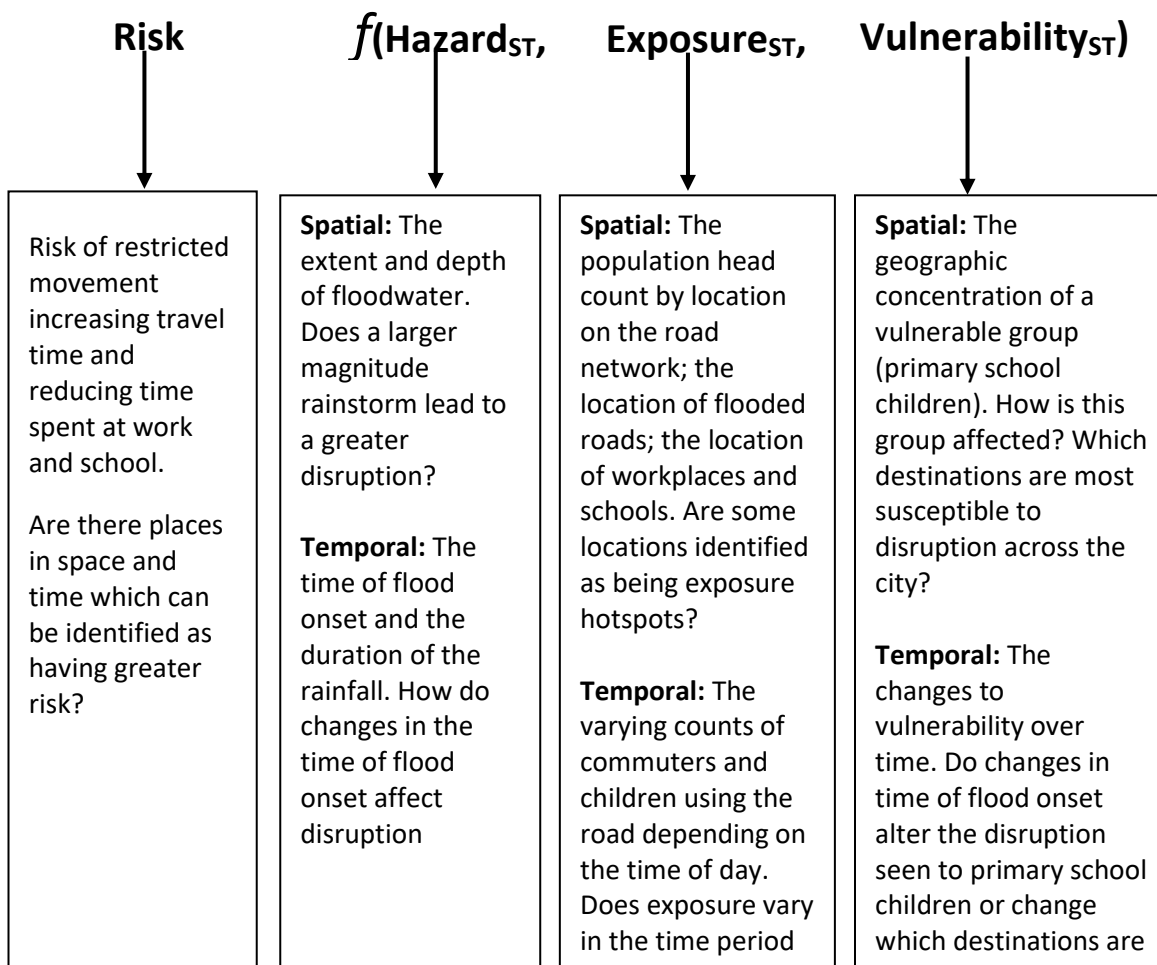 Risk
f(Hazard_ST,
Exposure_ST,
Vulnerability_ST)
Risk of restricted
movement
increasing travel
time and
reducing time
spent at work
and school.
Are there places
in space and
time which can
be identified as
having greater
risk?
Spatial: The
extent and depth
of floodwater.
Does a larger
magnitude
rainstorm lead to
a greater
disruption?
Temporal: The
time of flood
onset and the
duration of the
rainfall. How do
changes in the
time of flood
onset affect
disruption
Spatial: The
population head
count by location
on the road
network; the
location of flooded
roads; the location
of workplaces and
schools. Are some
locations identified
as being exposure
hotspots?
Temporal: The
varying counts of
commuters and
children using the
road depending on
the time of day.
Does exposure vary
in the time period
Spatial: The
geographic
concentration of a
vulnerable group
(primary school
children). How is this
group affected? Which
destinations are most
susceptible to
disruption across the
city?
Temporal: The
changes to
vulnerability over
time. Do changes in
time of flood onset
alter the disruption
seen to primary school
children or change
which destinations are